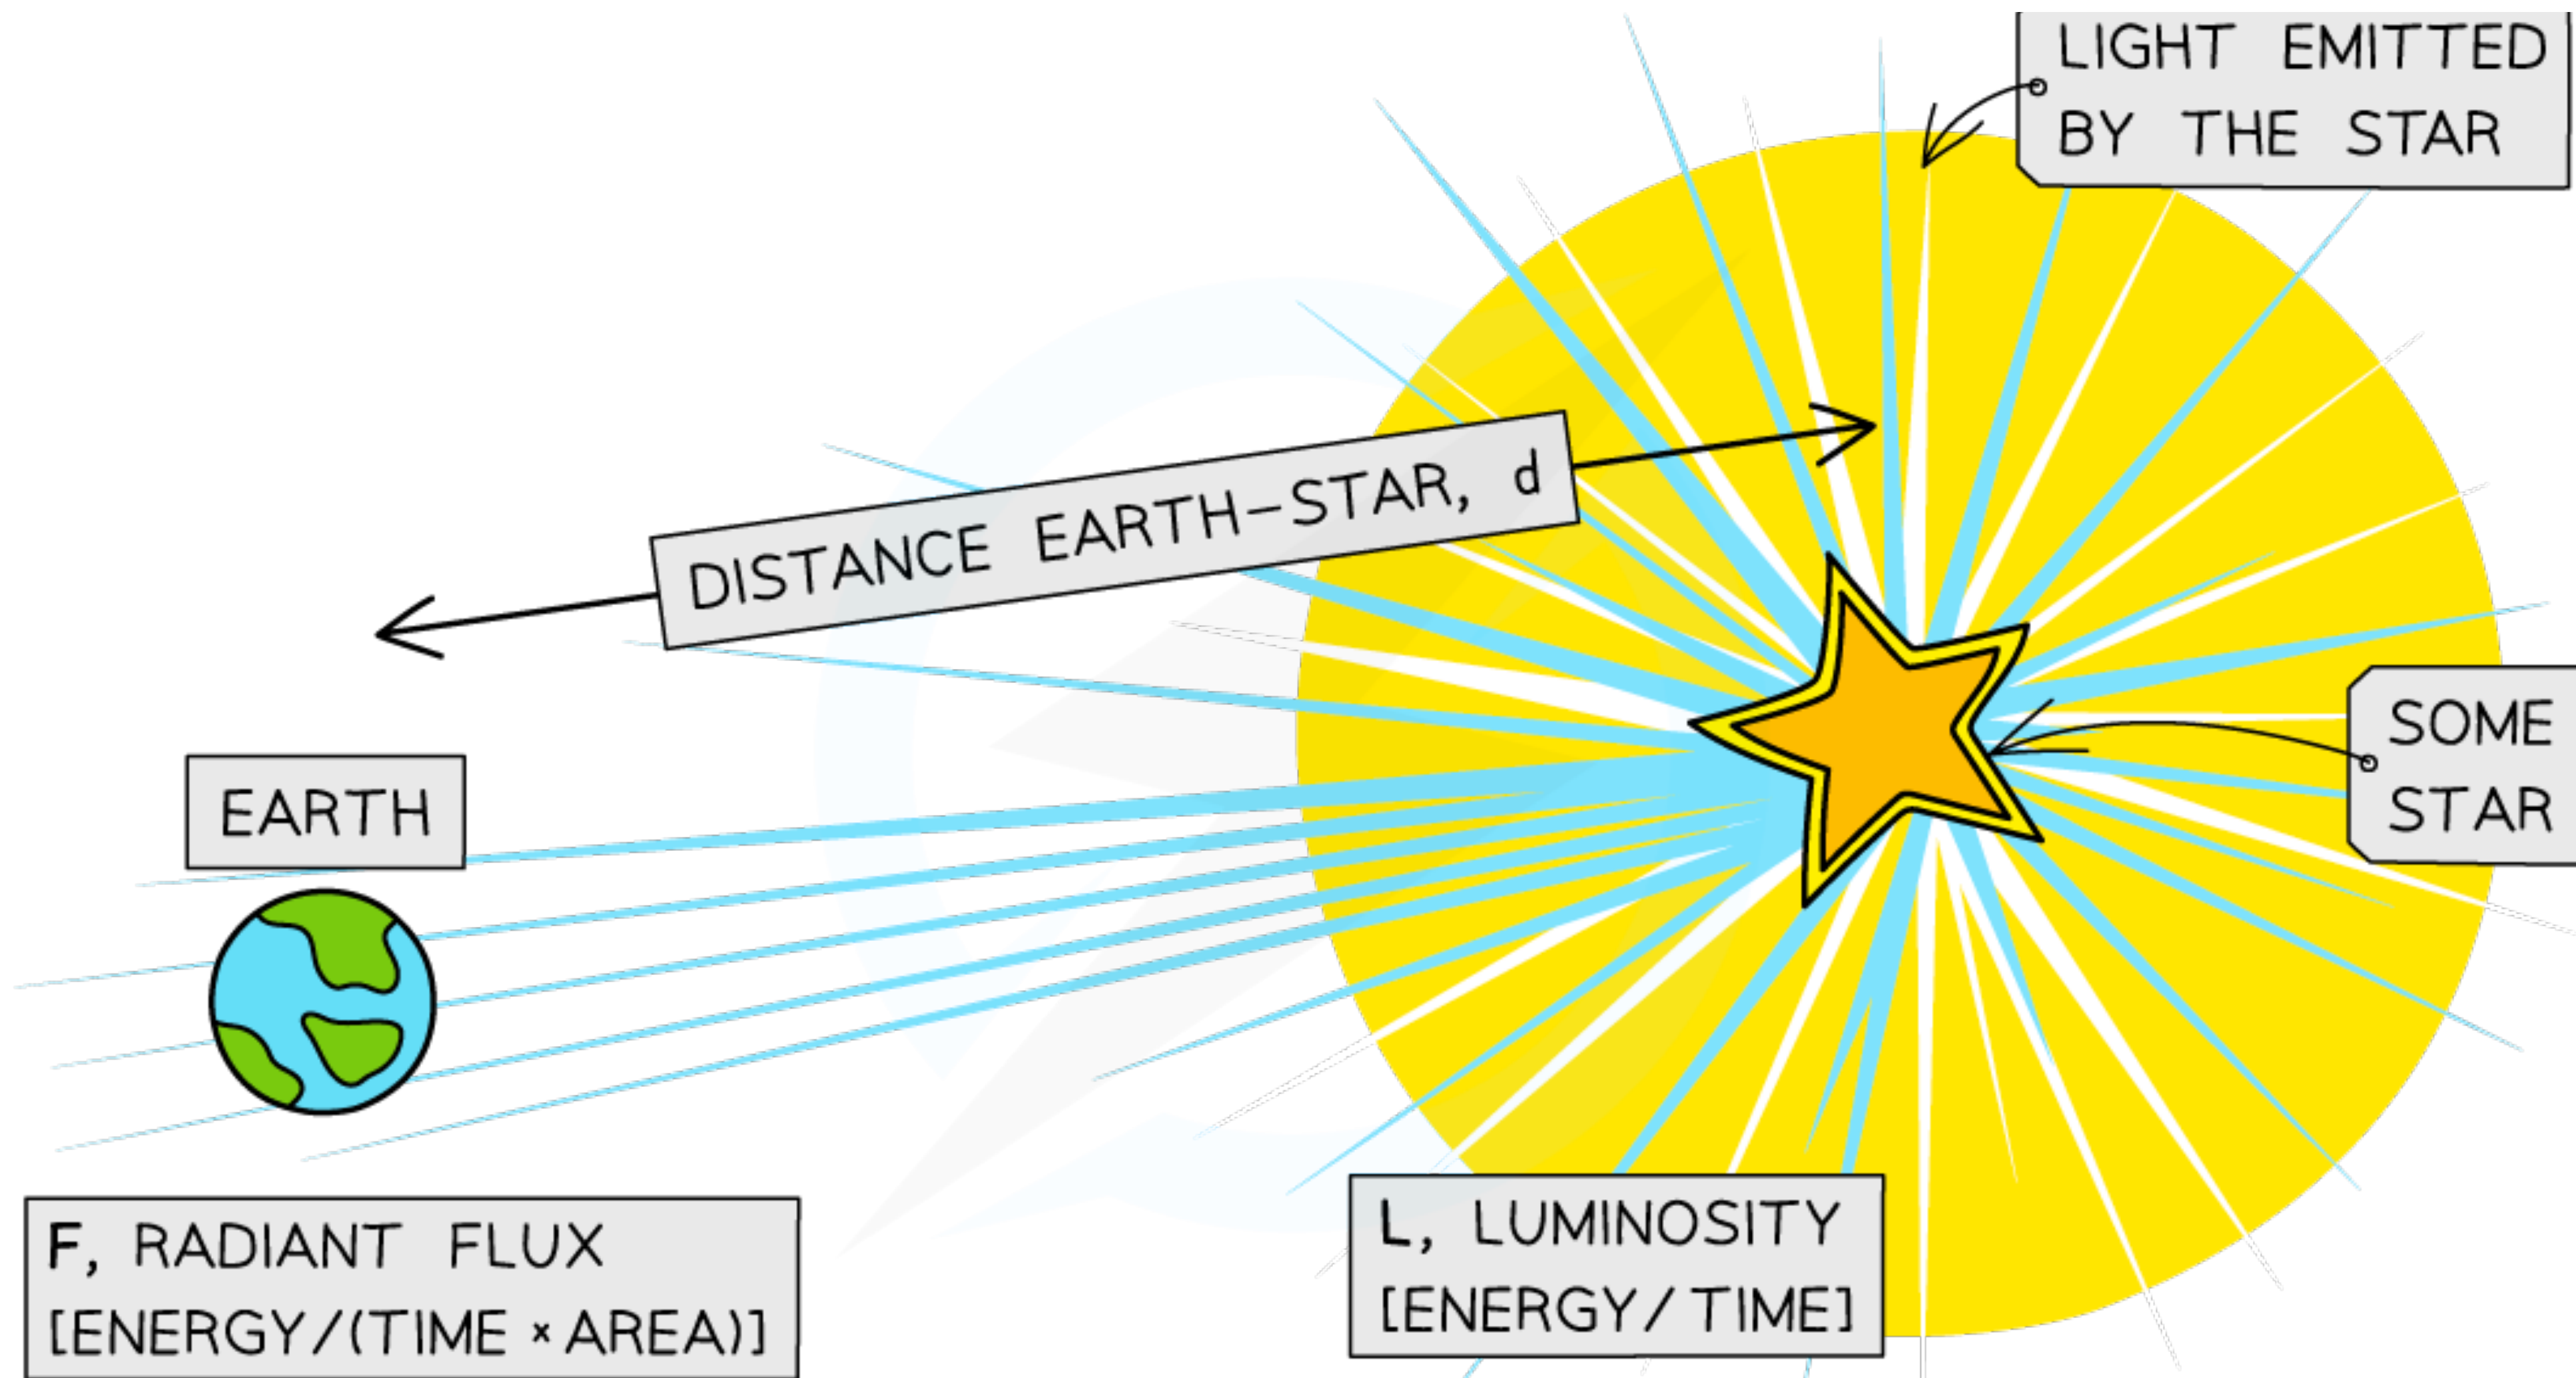 LIGHT EMITTED
BY THE STAR
DISTANCE EARTH-STAR, d
SOME
STAR
EARTH
F, RADIANT FLUX
[ENERGY/(TIME × AREA)]
L, LUMINOSITY
[ENERGY/TIME]